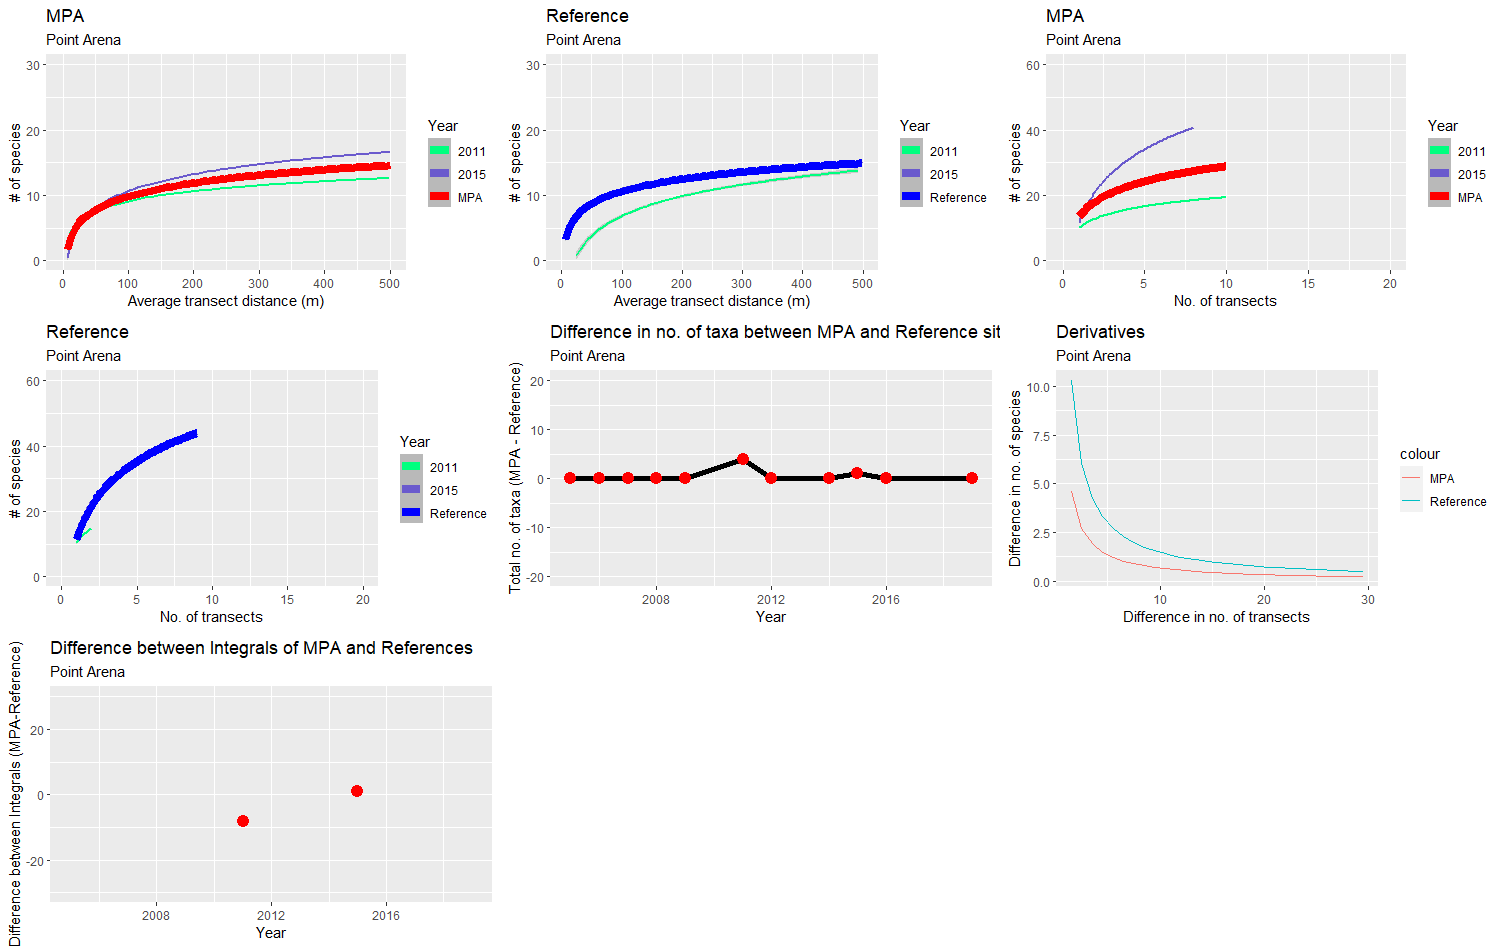 MPA
Point Arena
30
20
10
0
# of species
0 100 200 300 400 500
Average transect distance (m)
Year
2011
2015
MPA
Reference
Point Arena
30
20
10
0
# of species
0 100 200 300 400 500
Average transect distance (m)
Year
2011
2015
Reference
MPA
Point Arena
60
40
20
0
# of species
0 5 10 15 20
No. of transects
Year
2011
2015
MPA
Reference
Point Arena
60
40
20
0
# of species
0 5 10 15 20
No. of transects
Year
2011
2015
Reference
Difference in no. of taxa between MPA and Reference sit
Point Arena
20
10
0
-10
-20
Total no. of taxa (MPA - Reference)
2008 2012 2016
Year
Derivatives
Point Arena
10.0
7.5
5.0
2.5
0.0
Difference in no. of species
10 20 30
Difference in no. of transects
colour
MPA
Reference
Difference between Integrals of MPA and References
Point Arena
20
0
-20
Difference between Integrals (MPA-Reference)
2008 2012 2016
Year